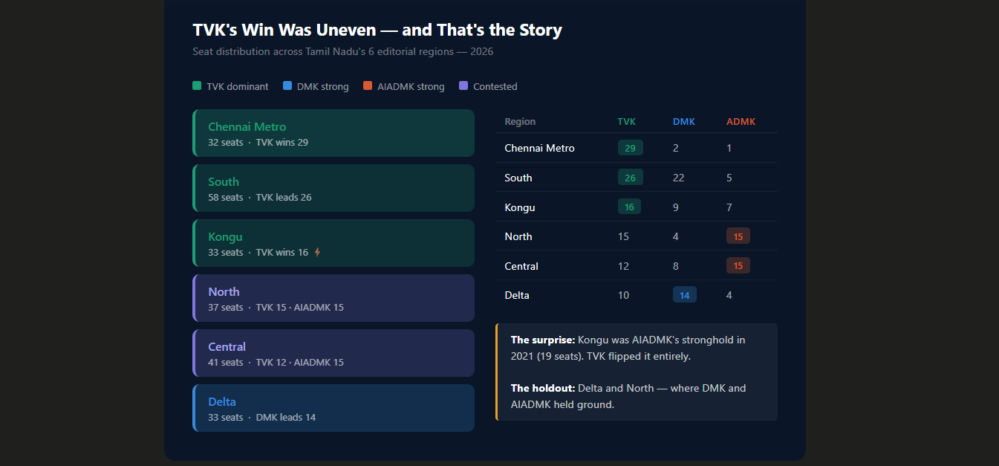 TVK's Win Was Uneven — and That's the Story
Seat distribution across Tamil Nadu's 6 editorial regions — 2026
TVK dominant DMK strong AIADMK strong Contested
Chennai Metro
32 seats · TVK wins 29
South
58 seats · TVK leads 26
Kongu
33 seats · TVK wins 16
North
37 seats · TVK 15 · AIADMK 15
Central
41 seats · TVK 12 · AIADMK 15
Delta
33 seats · DMK leads 14
Region TVK DMK ADMK
Chennai Metro 29 2 1
South 26 22 5
Kongu 16 9 7
North 15 4 15
Central 12 8 15
Delta 10 14 4
The surprise: Kongu was AIADMK's stronghold in
2021 (19 seats). TVK flipped it entirely.
The holdout: Delta and North — where DMK and
AIADMK held ground.